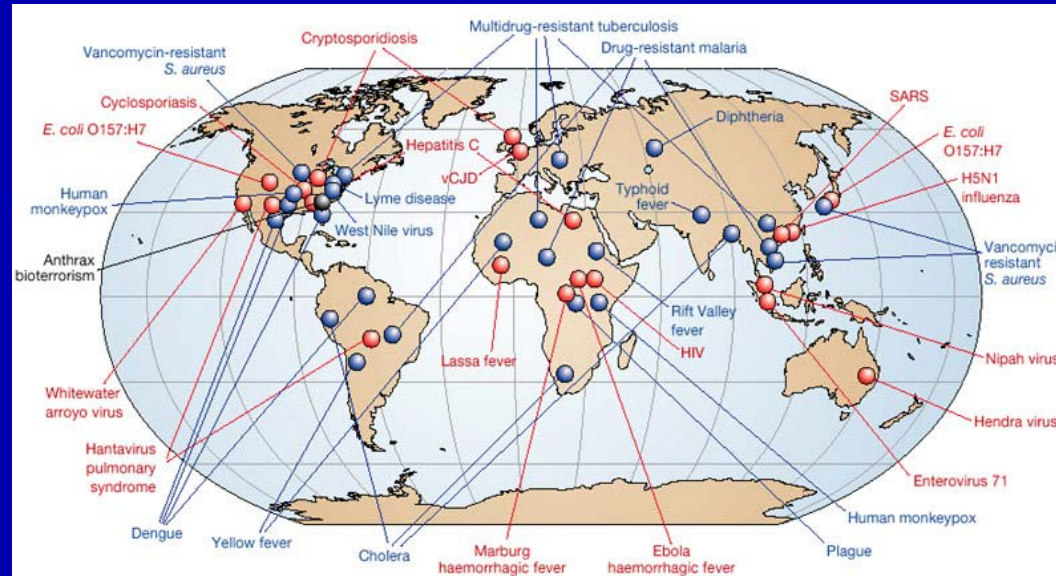 Multidrug-resistant tuberculosis
Cryptosporidiosis
Drug-resistant malaria
Vancomycin-resistant
S. aureus
SARS
Cyclosporiasis
Diphtheria
E. coli
O157:H7
E. coli O157:H7
Hepatitis C
vCJD
H5N1
influenza
Human
monkeypox
Lyme disease
Typhoid
fever
West Nile virus
Anthrax
bioterrorism
Vancomycin
resistant
S. aureus
Rift Valley
fever
HIV
Lassa fever
Nipah virus
Whitewater
arroyo virus
Hendra virus
Hantavirus
pulmonary
syndrome
Enterovirus 71
Dengue
Yellow fever
Cholera
Marburg
haemorrhagic fever
Ebola
haemorrhagic fever
Plague
Human monkeypox